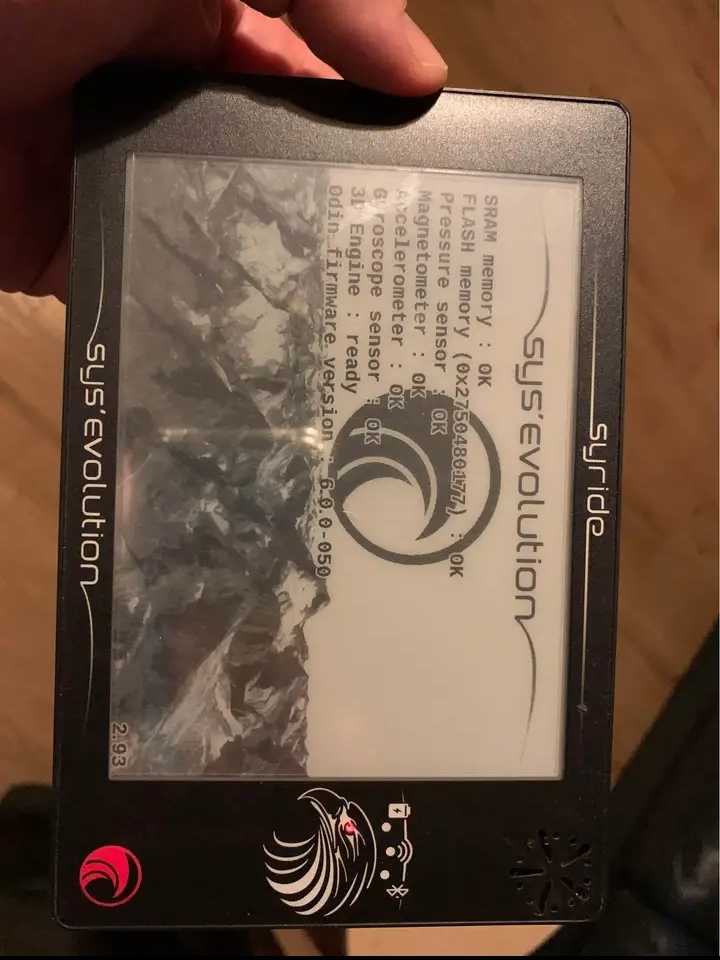 syride
sys'Evolution
SRAM memory : OK
FLASH memory (0x2750480177) : OK
Pressure sensor : OK
Magnetometer : OK
Accelerometer : OK
Gyroscope sensor : OK
3D Engine : ready
Odin firmware version : 6.0.0-050
2.93
sys'Evolution